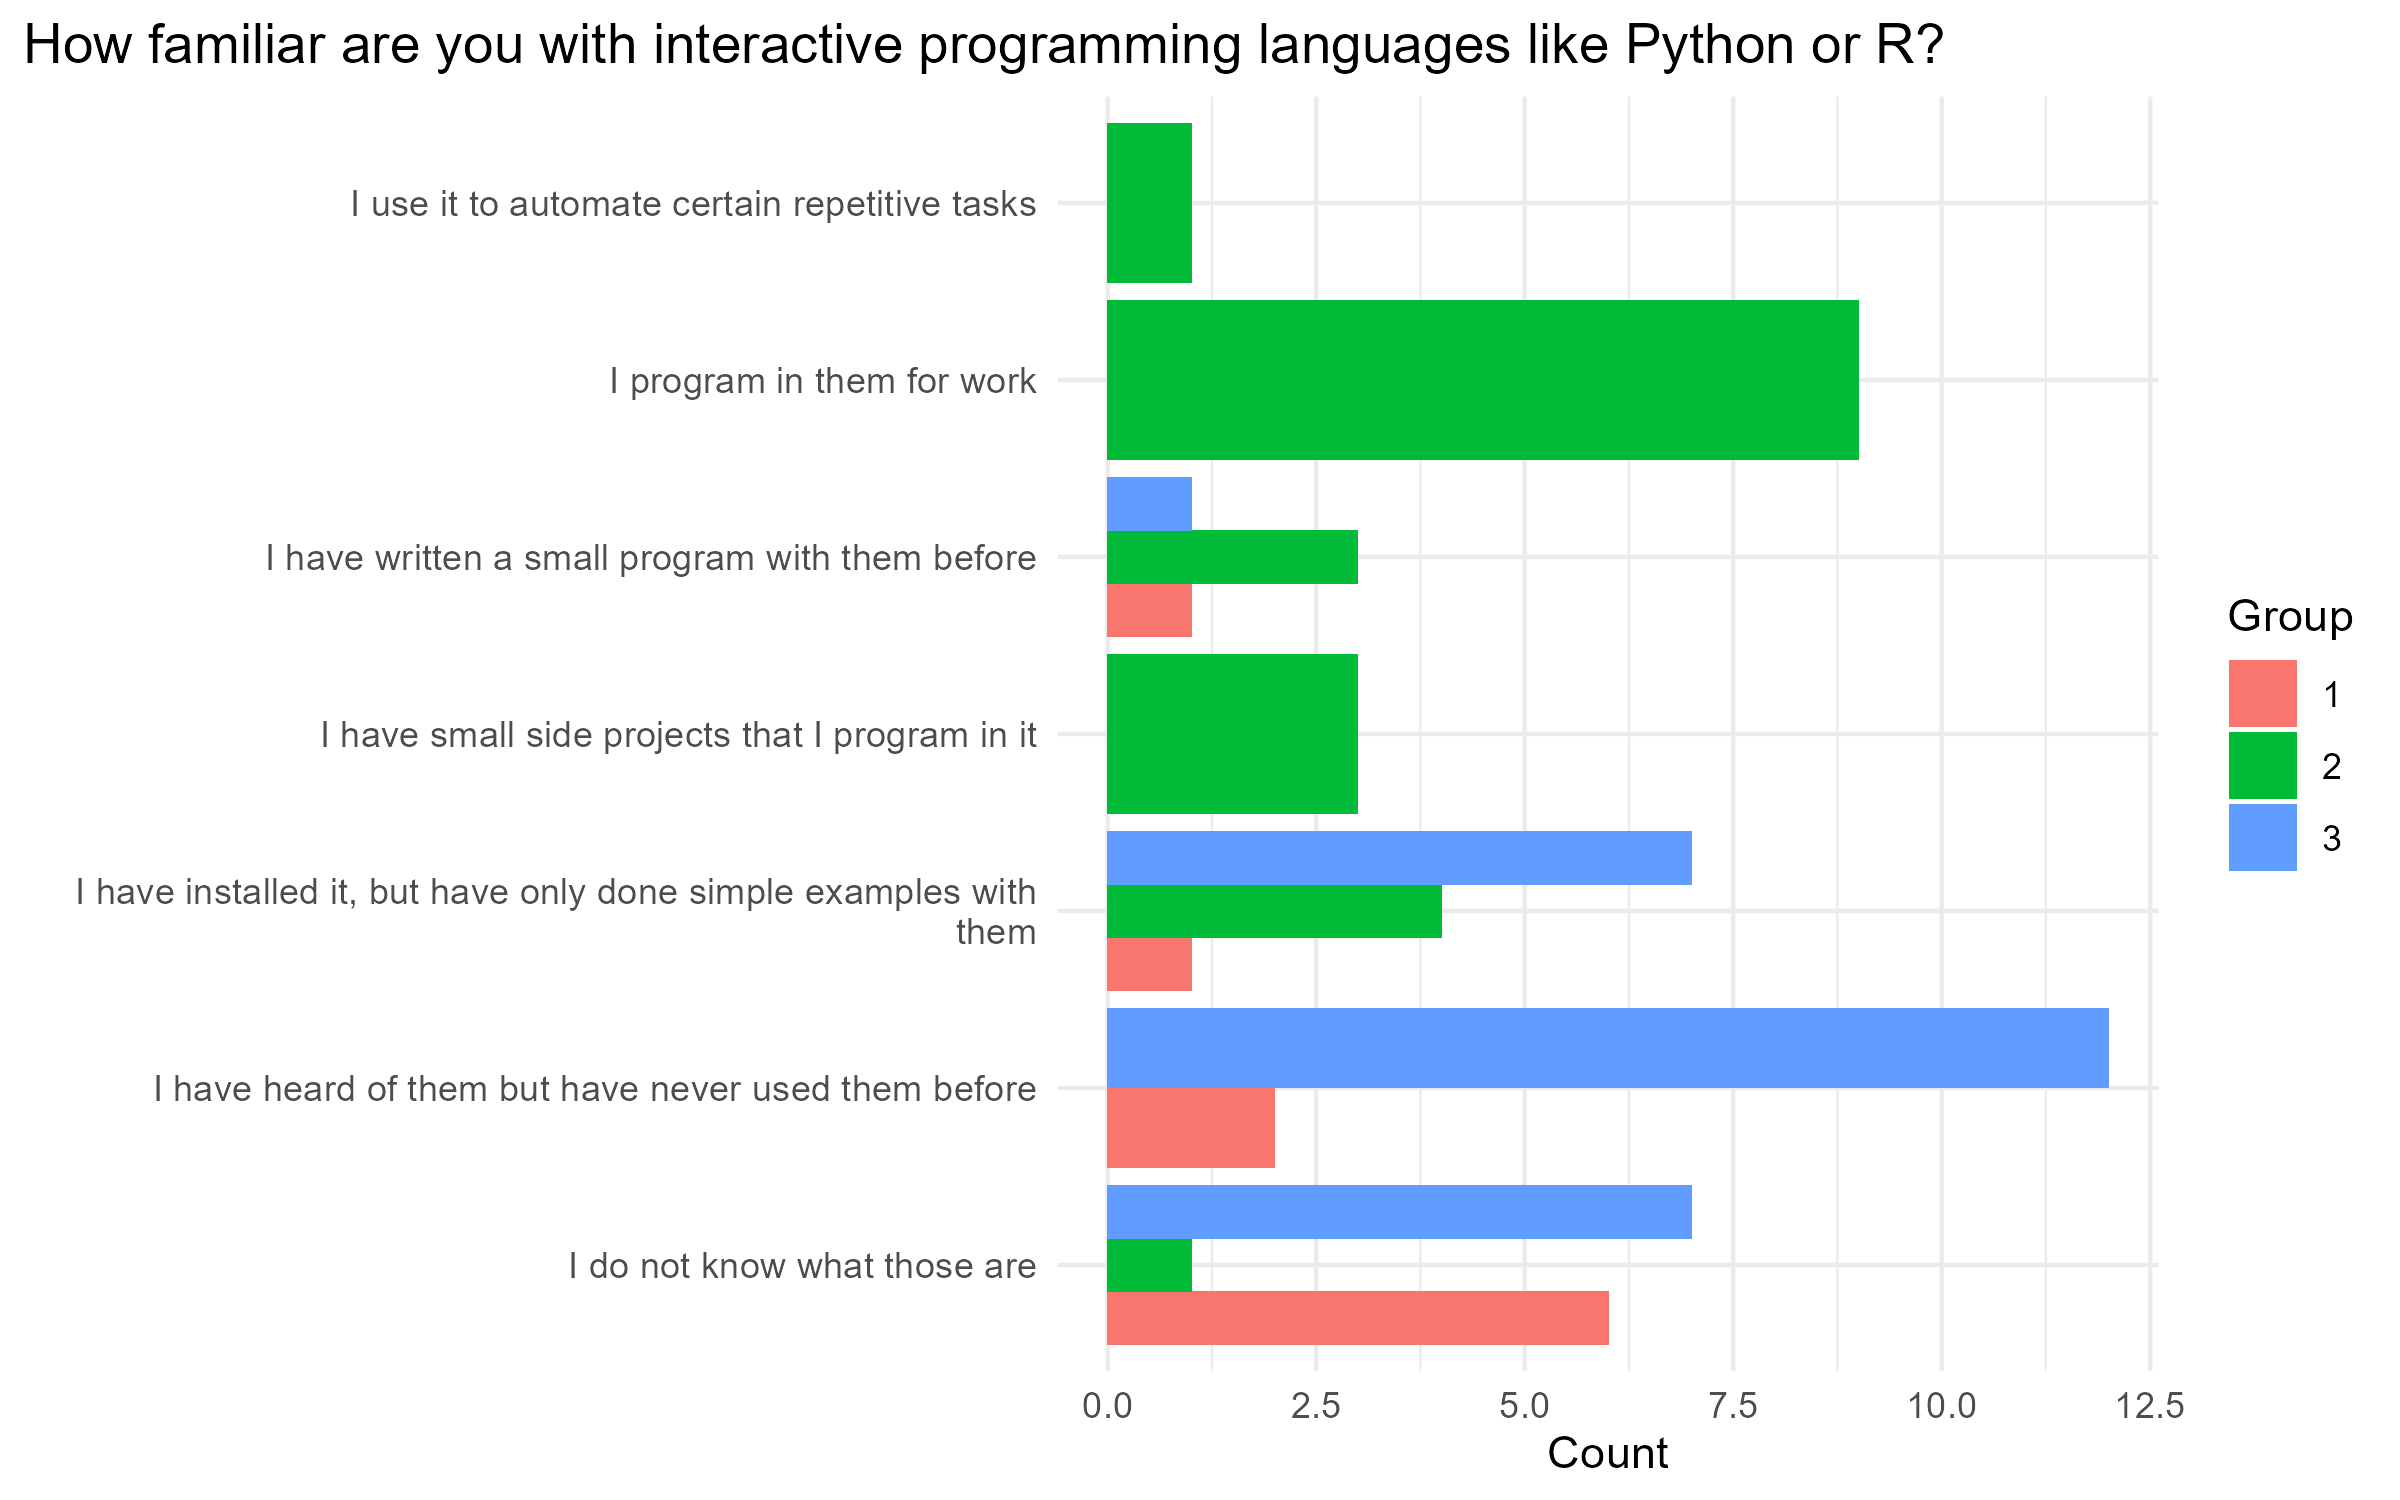 How familiar are you with interactive programming languages like Python or R?
I use it to automate certain repetitive tasks
I program in them for work
I have written a small program with them before
I have small side projects that I program in it
I have installed it, but have only done simple examples with
them
I have heard of them but have never used them before
I do not know what those are
0.0 2.5 5.0 7.5 10.0 12.5
Count
Group
1
2
3